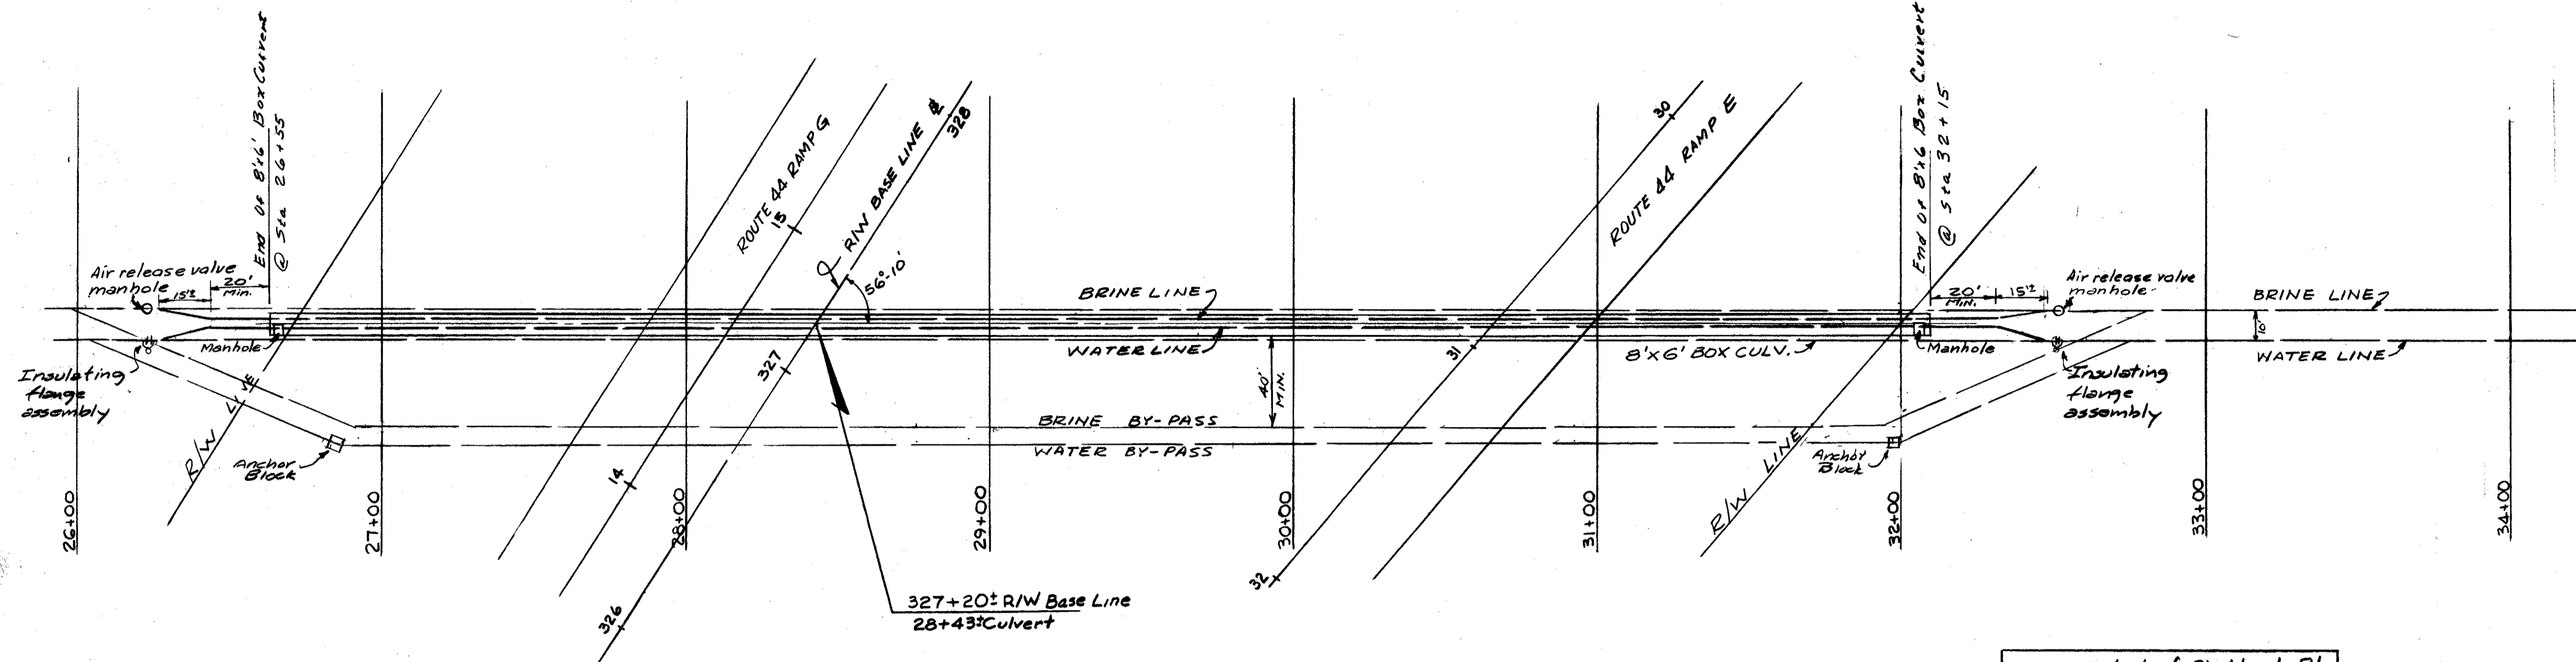 End Of 8'x6' Box Culvert
@ Sta 26+55
Air release valve
manhole
15'±
20'
Min.
Manhole
Insulating
flange
assembly
R/W LINE
Anchor
Block
ROUTE 44 RAMP G
15
14
R/W BASE LINE
328
327
326
56°-10'
BRINE LINE
WATER LINE
40'
MIN.
BRINE BY-PASS
WATER BY-PASS
327+20± R/W Base Line
28+43± Culvert
ROUTE 44 RAMP E
30
31
32
8'X6' BOX CULV.
End Of 8'x6 Box Culvert
@ Sta 32+15
20'
MIN.
15'±
Air release valve
manhole
Manhole
Insulating
flange
assembly
Anchor
Block
R/W LINE
BRINE LINE
10'
WATER LINE
26+00
27+00
28+00
29+00
30+00
31+00
32+00
33+00
34+00